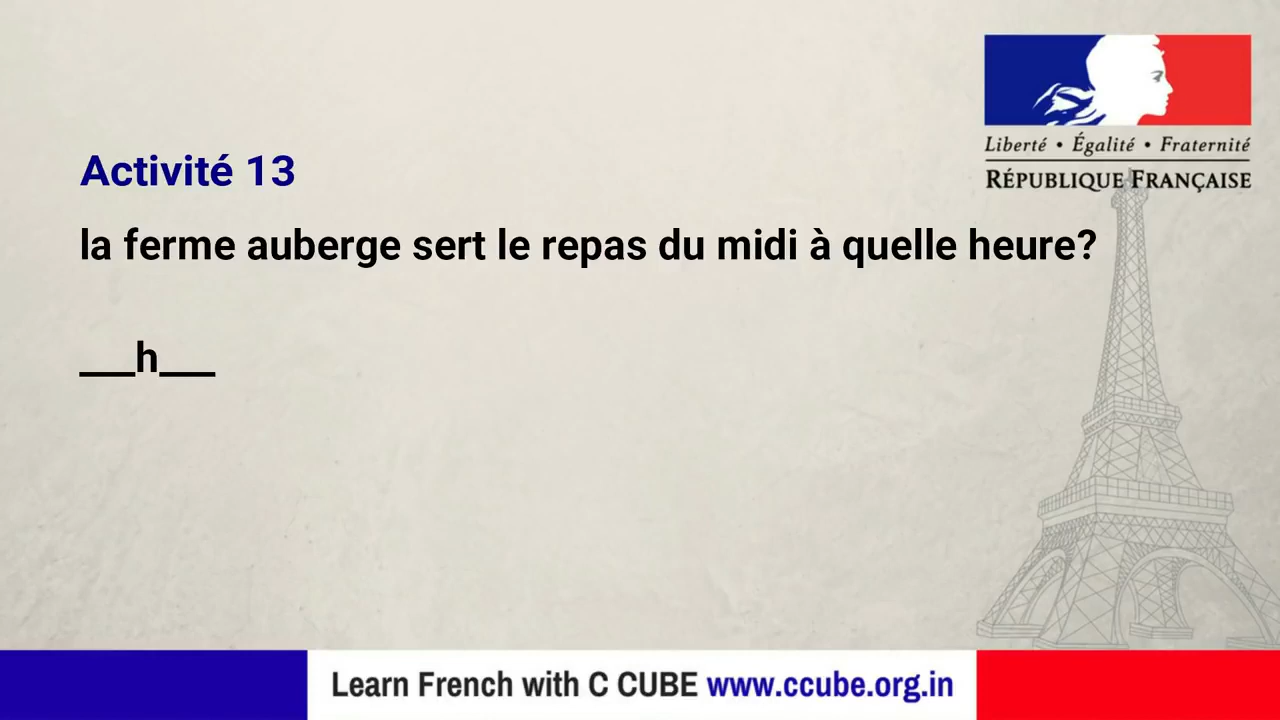 Liberté • Égalité • Fraternité
RÉPUBLIQUE FRANÇAISE
Activité 13
la ferme auberge sert le repas du midi à quelle heure?
___h___
Learn French with C CUBE www.ccube.org.in